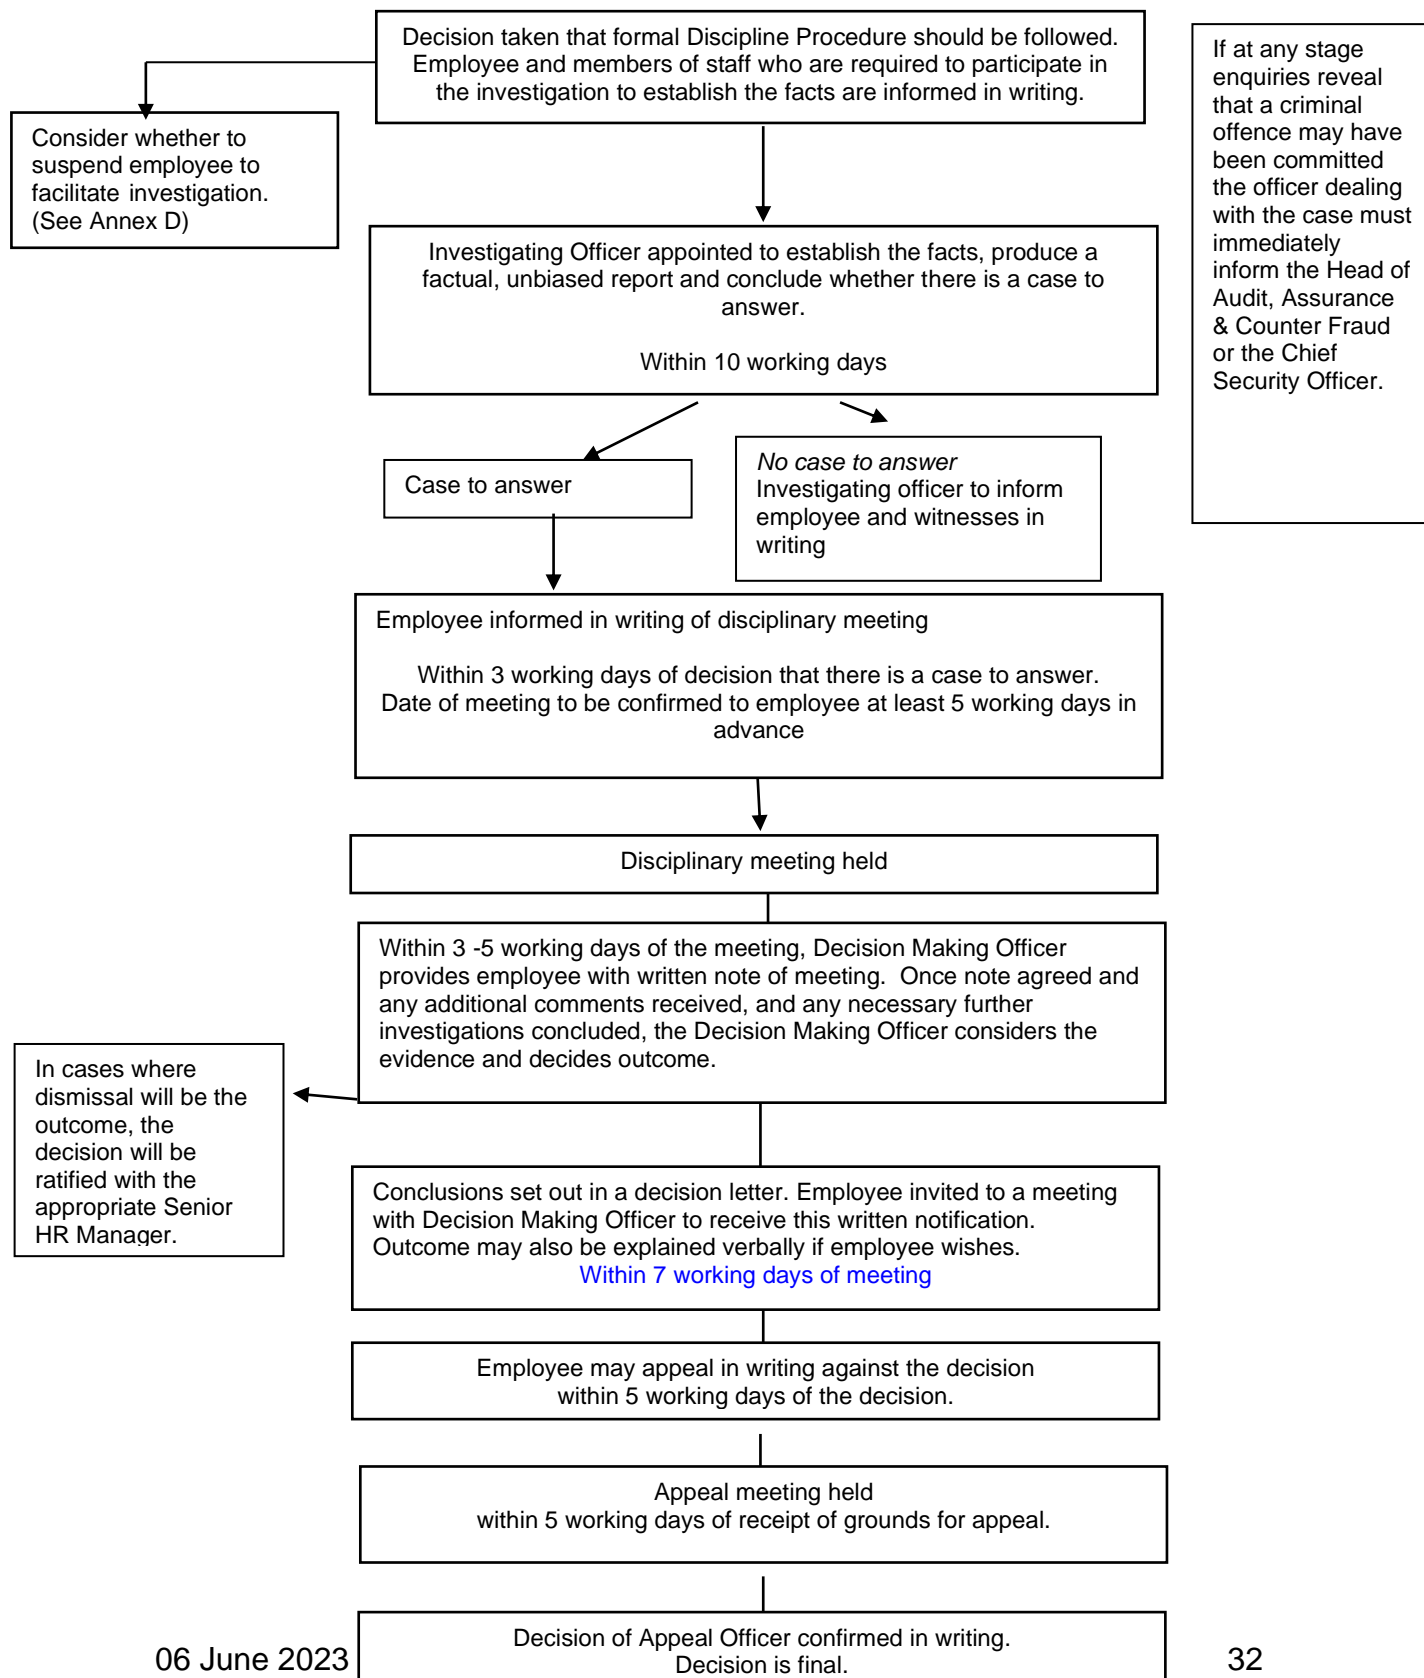 Decision taken that formal Discipline Procedure should be followed.
Employee and members of staff who are required to participate in
the investigation to establish the facts are informed in writing.
If at any stage
enquiries reveal
that a criminal
offence may have
been committed
the officer dealing
with the case must
immediately
inform the Head of
Audit, Assurance
& Counter Fraud
or the Chief
Security Officer.
Consider whether to
suspend employee to
facilitate investigation.
(See Annex D)
Investigating Officer appointed to establish the facts, produce a
factual, unbiased report and conclude whether there is a case to
answer.
Within 10 working days
Case to answer
No case to answer
Investigating officer to inform
employee and witnesses in
writing
Employee informed in writing of disciplinary meeting
Within 3 working days of decision that there is a case to answer.
Date of meeting to be confirmed to employee at least 5 working days in
advance
Disciplinary meeting held
Within 3 -5 working days of the meeting, Decision Making Officer
provides employee with written note of meeting.  Once note agreed and
any additional comments received, and any necessary further
investigations concluded, the Decision Making Officer considers the
evidence and decides outcome.
In cases where
dismissal will be the
outcome, the
decision will be
ratified with the
appropriate Senior
HR Manager.
Conclusions set out in a decision letter. Employee invited to a meeting
with Decision Making Officer to receive this written notification.
Outcome may also be explained verbally if employee wishes.
Within 7 working days of meeting
Employee may appeal in writing against the decision
within 5 working days of the decision.
Appeal meeting held
within 5 working days of receipt of grounds for appeal.
Decision of Appeal Officer confirmed in writing.
Decision is final.
06 June 2023
32